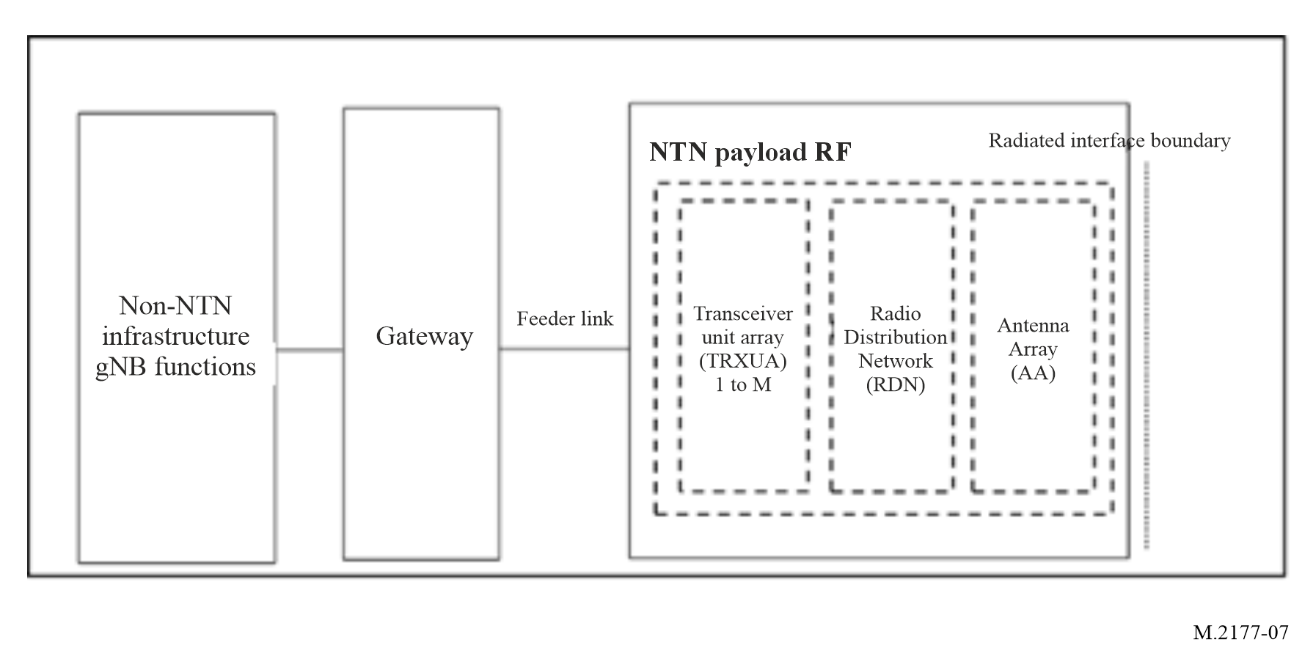 Radiated interface boundary
NTN payload RF
Non-NTN
infrastructure
gNB functions
Gateway
Feeder link
Transceiver
unit array
(TRXUA)
1 to M
Radio
Distribution
Network
(RDN)
Antenna
Array
(AA)
M.2177-07